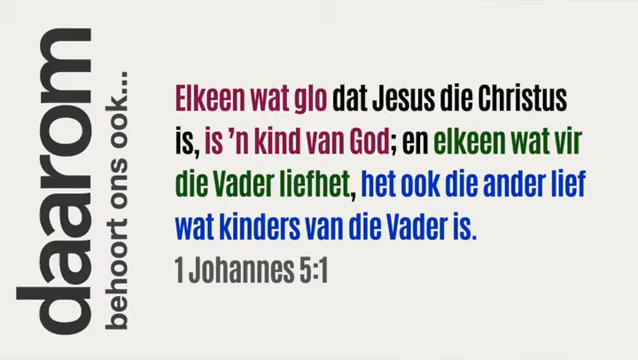 daarom
behoort ons ook...
Elkeen wat glo dat Jesus die Christus
is, is ’n kind van God; en elkeen wat vir
die Vader liefhet, het ook die ander lief
wat kinders van die Vader is.
1 Johannes 5:1